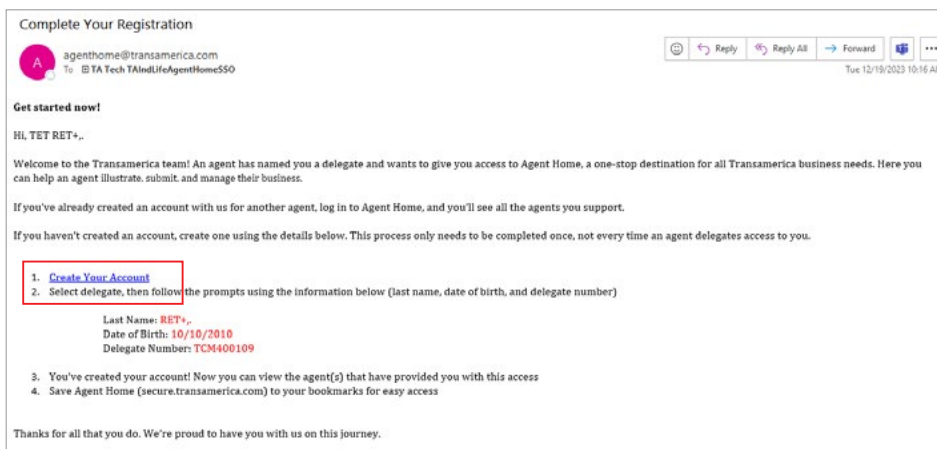 Complete Your Registration
A
agenthome@transamerica.com
To TA Tech TAIndLifeAgentHomeSSO
Reply
Reply All
Forward
Tue 12/19/2023 10:16 AM
Get started now!
Hi, TET RET+,.
Welcome to the Transamerica team! An agent has named you a delegate and wants to give you access to Agent Home, a one-stop destination for all Transamerica business needs. Here you
can help an agent illustrate, submit, and manage their business.
If you've already created an account with us for another agent, log in to Agent Home, and you'll see all the agents you support.
If you haven't created an account, create one using the details below. This process only needs to be completed once, not every time an agent delegates access to you.
1. Create Your Account
2. Select delegate, then follow the prompts using the information below (last name, date of birth, and delegate number)
Last Name: RET+,.
Date of Birth: 10/10/2010
Delegate Number: TCM400109
3. You've created your account! Now you can view the agent(s) that have provided you with this access
4. Save Agent Home (secure.transamerica.com) to your bookmarks for easy access
Thanks for all that you do. We're proud to have you with us on this journey.